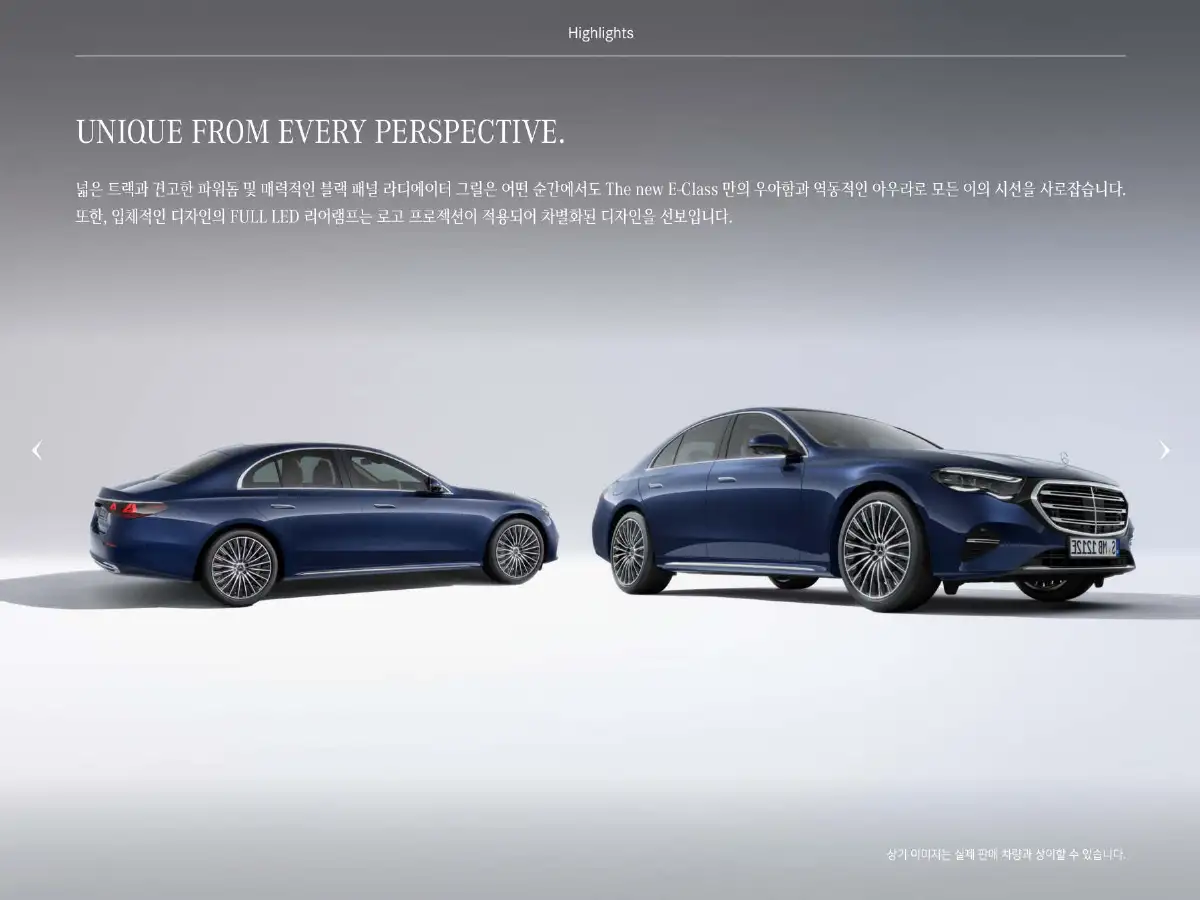 Highlights
UNIQUE FROM EVERY PERSPECTIVE.
넓은 트랙과 견고한 파워돔 및 매력적인 블랙 패널 라디에이터 그릴은 어떤 순간에서도 The new E-Class 만의 우아함과 역동적인 아우라로 모든 이의 시선을 사로잡습니다.
또한, 입체적인 디자인의 FULL LED 리어램프는 로고 프로젝션이 적용되어 차별화된 디자인을 선보입니다.
S MB 1212E
상기 이미지는 실제 판매 차량과 상이할 수 있습니다.